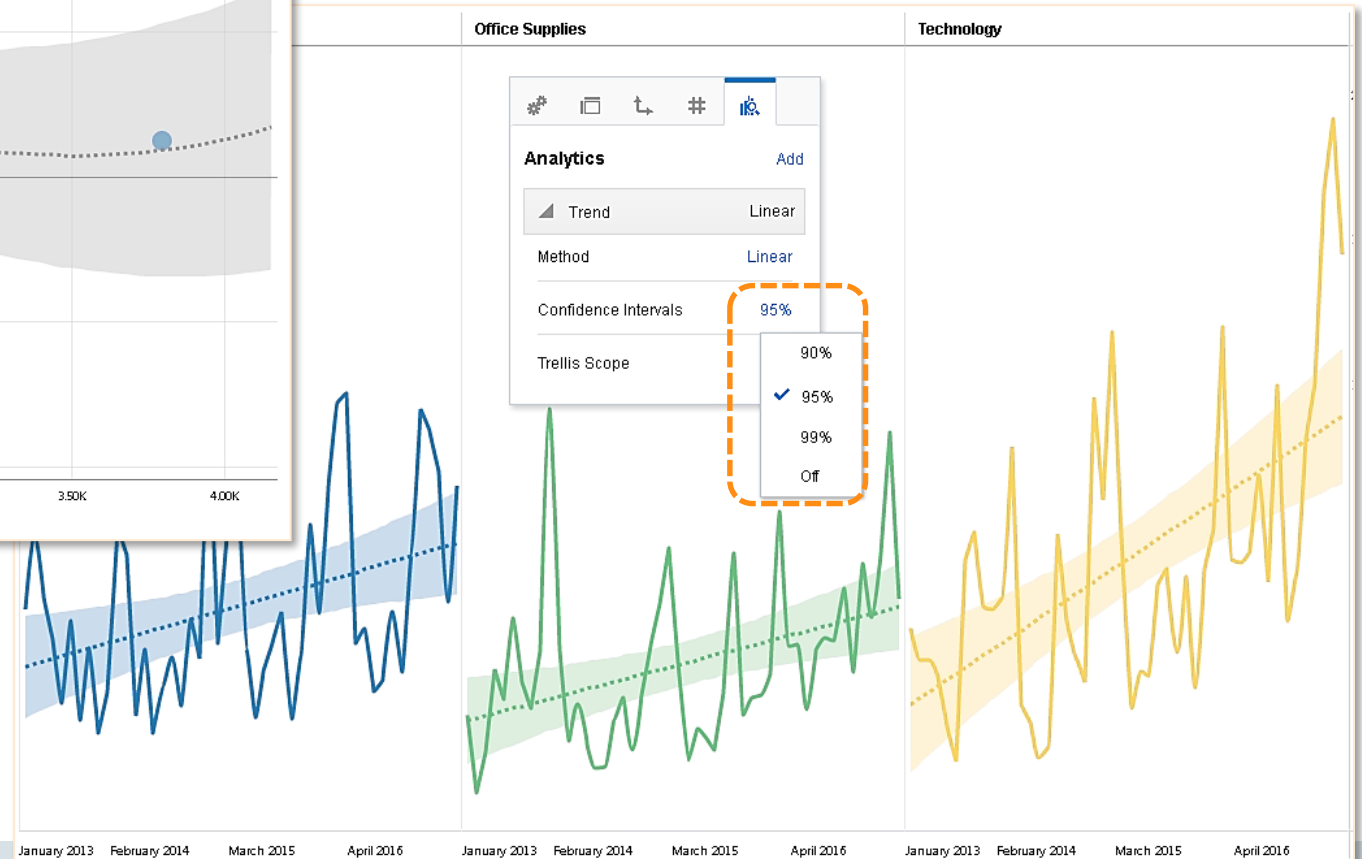 Office Supplies
Technology
Analytics
Add
Trend
Linear
Method
Linear
Confidence Intervals
95%
Trellis Scope
90%
95%
99%
Off
3.50K
4.00K
January 2013
February 2014
March 2015
April 2016
January 2013
February 2014
March 2015
April 2016
January 2013
February 2014
March 2015
April 2016